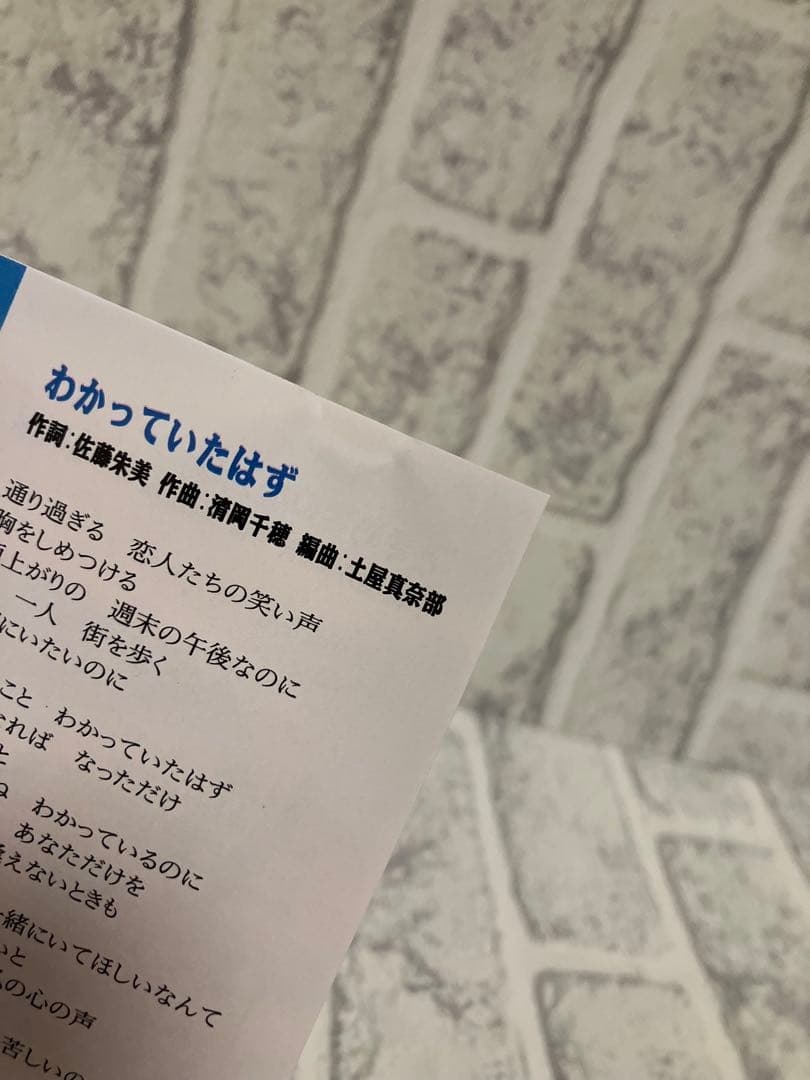 わかっていたはず
作詞：佐藤朱美 作曲：清岡千穂 編曲：土屋真奈部
通り過ぎる 恋人たちの笑い声
胸をしめつける
上がりの 週末の午後なのに
一人 街を歩く
にいたいのに
こと わかっていたはず
れば なっただけ
と
ね わかっているのに
あなただけを
えないときも
緒にいてほしいなんて
と
の心の声
苦しいの